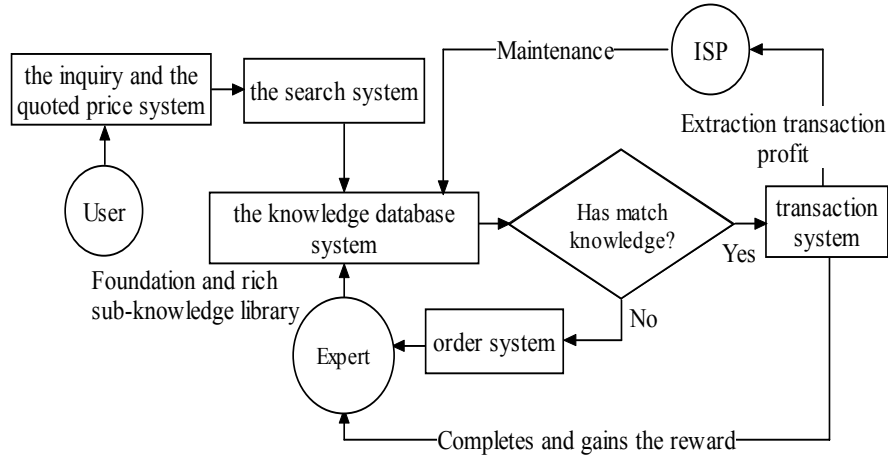 the inquiry and the
quoted price system
the search system
Maintenance
ISP
Extraction transaction
profit
User
the knowledge database
system
Has match
knowledge?
Yes
transaction
system
Foundation and rich
sub-knowledge library
No
Expert
order system
Completes and gains the reward